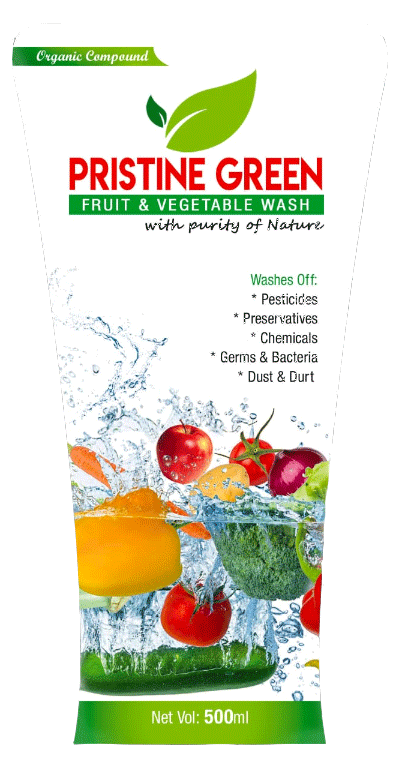 Organic Compound
PRISTINE GREEN
FRUIT & VEGETABLE WASH
with purity of Nature
Washes Off:
* Pesticides
* Preservatives
* Chemicals
* Germs & Bacteria
* Dust & Durt
Net Vol: 500ml